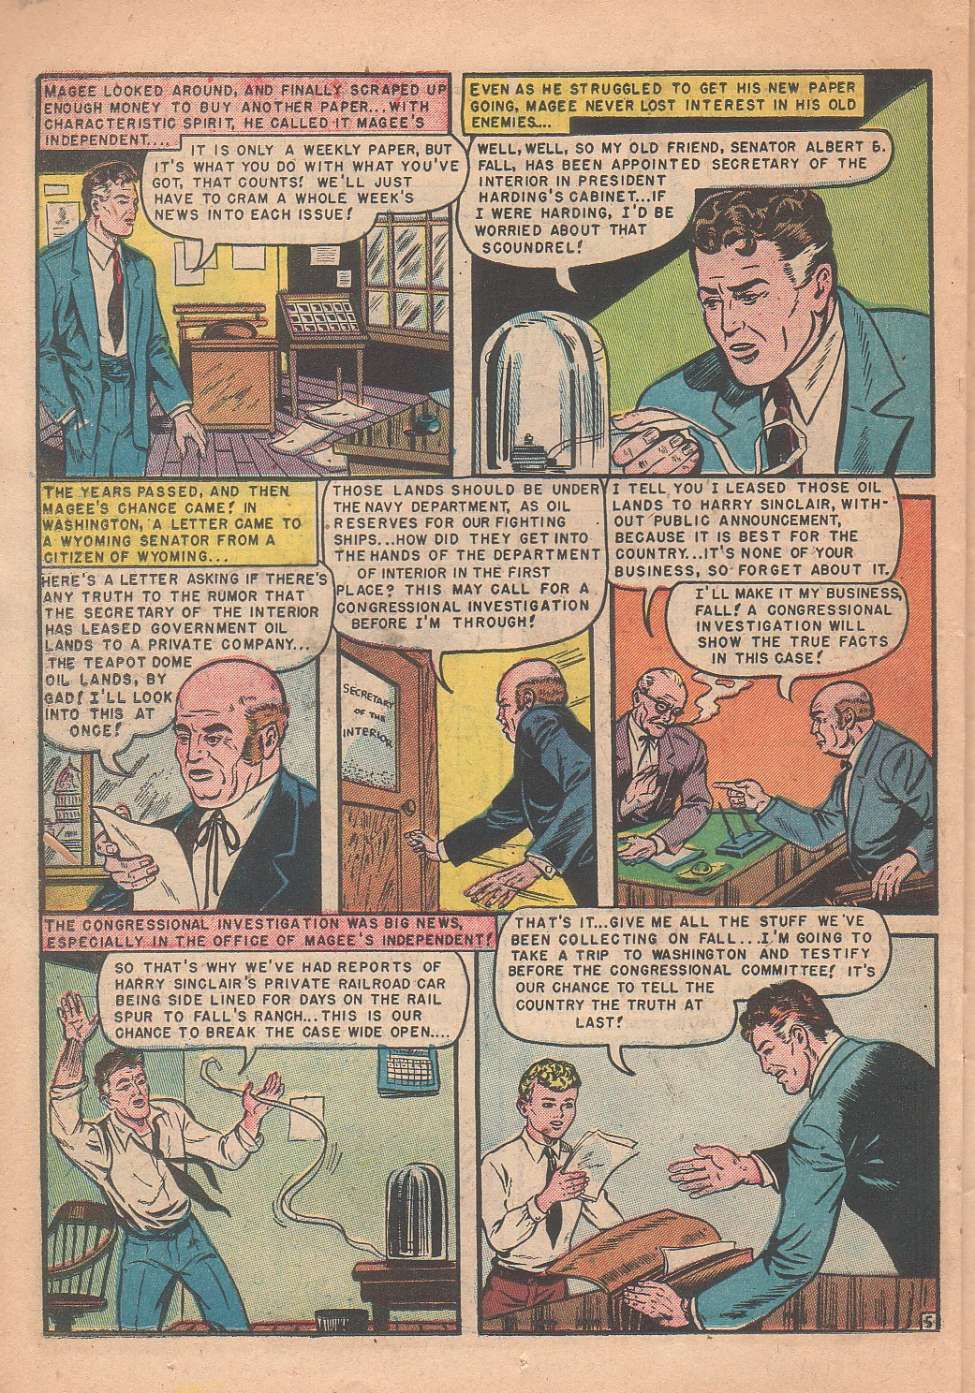 MAGEE LOOKED AROUND, AND FINALLY SCRAPED UP
ENOUGH MONEY TO BUY ANOTHER PAPER...WITH
CHARACTERISTIC SPIRIT, HE CALLED IT MAGEE'S
INDEPENDENT....
IT IS ONLY A WEEKLY PAPER, BUT
IT'S WHAT YOU DO WITH WHAT YOU'VE
GOT, THAT COUNTS! WE'LL JUST
HAVE TO CRAM A WHOLE WEEK'S
NEWS INTO EACH ISSUE!
EVEN AS HE STRUGGLED TO GET HIS NEW PAPER
GOING, MAGEE NEVER LOST INTEREST IN HIS OLD
ENEMIES....
WELL, WELL, SO MY OLD FRIEND, SENATOR ALBERT B.
FALL, HAS BEEN APPOINTED SECRETARY OF THE
INTERIOR IN PRESIDENT
HARDING'S CABINET...IF
I WERE HARDING, I'D BE
WORRIED ABOUT THAT
SCOUNDREL!
THE YEARS PASSED, AND THEN
MAGEE'S CHANCE CAME! IN
WASHINGTON, A LETTER CAME TO
A WYOMING SENATOR FROM A
CITIZEN OF WYOMING...
HERE'S A LETTER ASKING IF THERE'S
ANY TRUTH TO THE RUMOR THAT
THE SECRETARY OF THE INTERIOR
HAS LEASED GOVERNMENT OIL
LANDS TO A PRIVATE COMPANY...
THE TEAPOT DOME
OIL LANDS, BY
GAD! I'LL LOOK
INTO THIS AT
ONCE!
THOSE LANDS SHOULD BE UNDER
THE NAVY DEPARTMENT, AS OIL
RESERVES FOR OUR FIGHTING
SHIPS...HOW DID THEY GET INTO
THE HANDS OF THE DEPARTMENT
OF INTERIOR IN THE FIRST
PLACE? THIS MAY CALL FOR A
CONGRESSIONAL INVESTIGATION
BEFORE I'M THROUGH!
SECRETARY
OF THE
INTERIOR
I TELL YOU I LEASED THOSE OIL
LANDS TO HARRY SINCLAIR, WITH-
OUT PUBLIC ANNOUNCEMENT,
BECAUSE IT IS BEST FOR THE
COUNTRY...IT'S NONE OF YOUR
BUSINESS, SO FORGET ABOUT IT.
I'LL MAKE IT MY BUSINESS,
FALL! A CONGRESSIONAL
INVESTIGATION WILL
SHOW THE TRUE FACTS
IN THIS CASE!
THE CONGRESSIONAL INVESTIGATION WAS BIG NEWS,
ESPECIALLY IN THE OFFICE OF MAGEE'S INDEPENDENT!
SO THAT'S WHY WE'VE HAD REPORTS OF
HARRY SINCLAIR'S PRIVATE RAILROAD CAR
BEING SIDE LINED FOR DAYS ON THE RAIL
SPUR TO FALL'S RANCH...THIS IS OUR
CHANCE TO BREAK THE CASE WIDE OPEN....
THAT'S IT...GIVE ME ALL THE STUFF WE'VE
BEEN COLLECTING ON FALL...I'M GOING TO
TAKE A TRIP TO WASHINGTON AND TESTIFY
BEFORE THE CONGRESSIONAL COMMITTEE! IT'S
OUR CHANCE TO TELL THE
COUNTRY THE TRUTH AT
LAST!
5